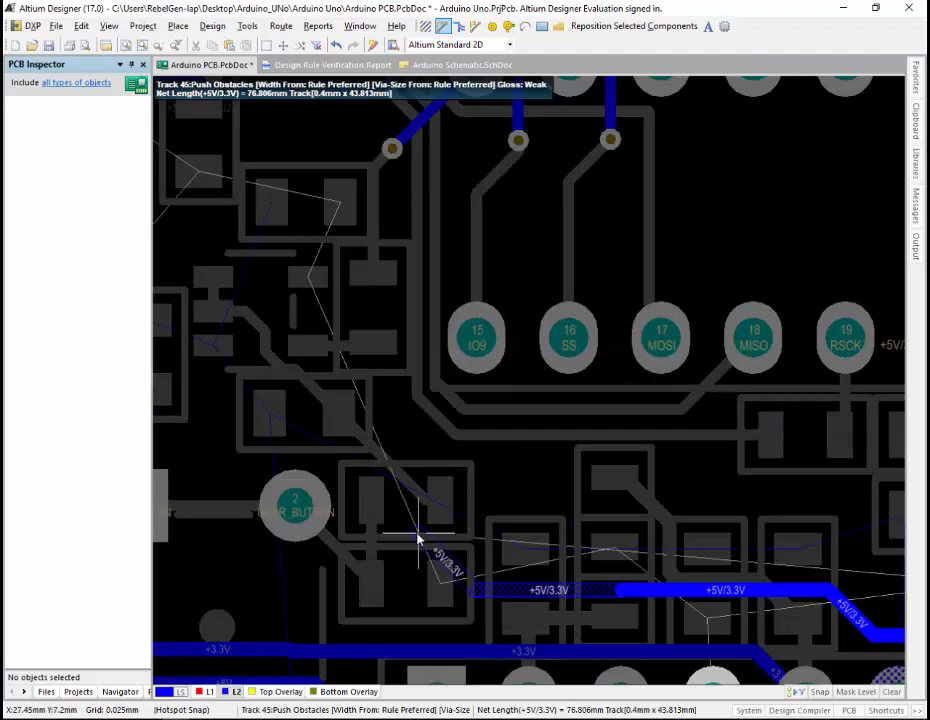 Altium Designer (17.0) - C:\Users\RebelGen-lap\Desktop\Arduino_UNo\Arduino Uno\Arduino PCB.PcbDoc * - Arduino Uno.PrjPcb. Altium Designer Evaluation signed in.
DXP File Edit View Project Place Design Tools Route Reports Window Help Reposition Selected Components
Altium Standard 2D
PCB Inspector
Arduino PCB.PcbDoc * Design Rule Verification Report Arduino Schematic.SchDoc
Include all types of objects
Track 45:Push Obstacles [Width From: Rule Preferred] [Via-Size From: Rule Preferred] Gloss: Weak
Net Length(+5V/3.3V) = 76.806mm Track[0.4mm x 43.813mm]
Favorites
Clipboard
Libraries
Messages
Output
15
IO9
16
SS
17
MOSI
18
MISO
19
RSCK
2
+5V/3.3V
+5V/3.3V
+5V/3.3V
+5V/3.3V
+3.3V
+3.3V
No objects selected
Files Projects Navigator
LS L1 L2 Top Overlay Bottom Overlay Snap Mask Level Clear
X:27.45mm Y:7.2mm Grid: 0.025mm (Hotspot Snap) Track 45:Push Obstacles [Width From: Rule Preferred] [Via-Size Net Length(+5V/3.3V) = 76.806mm Track[0.4mm x 43.813mm] System Design Compiler PCB Shortcuts >>